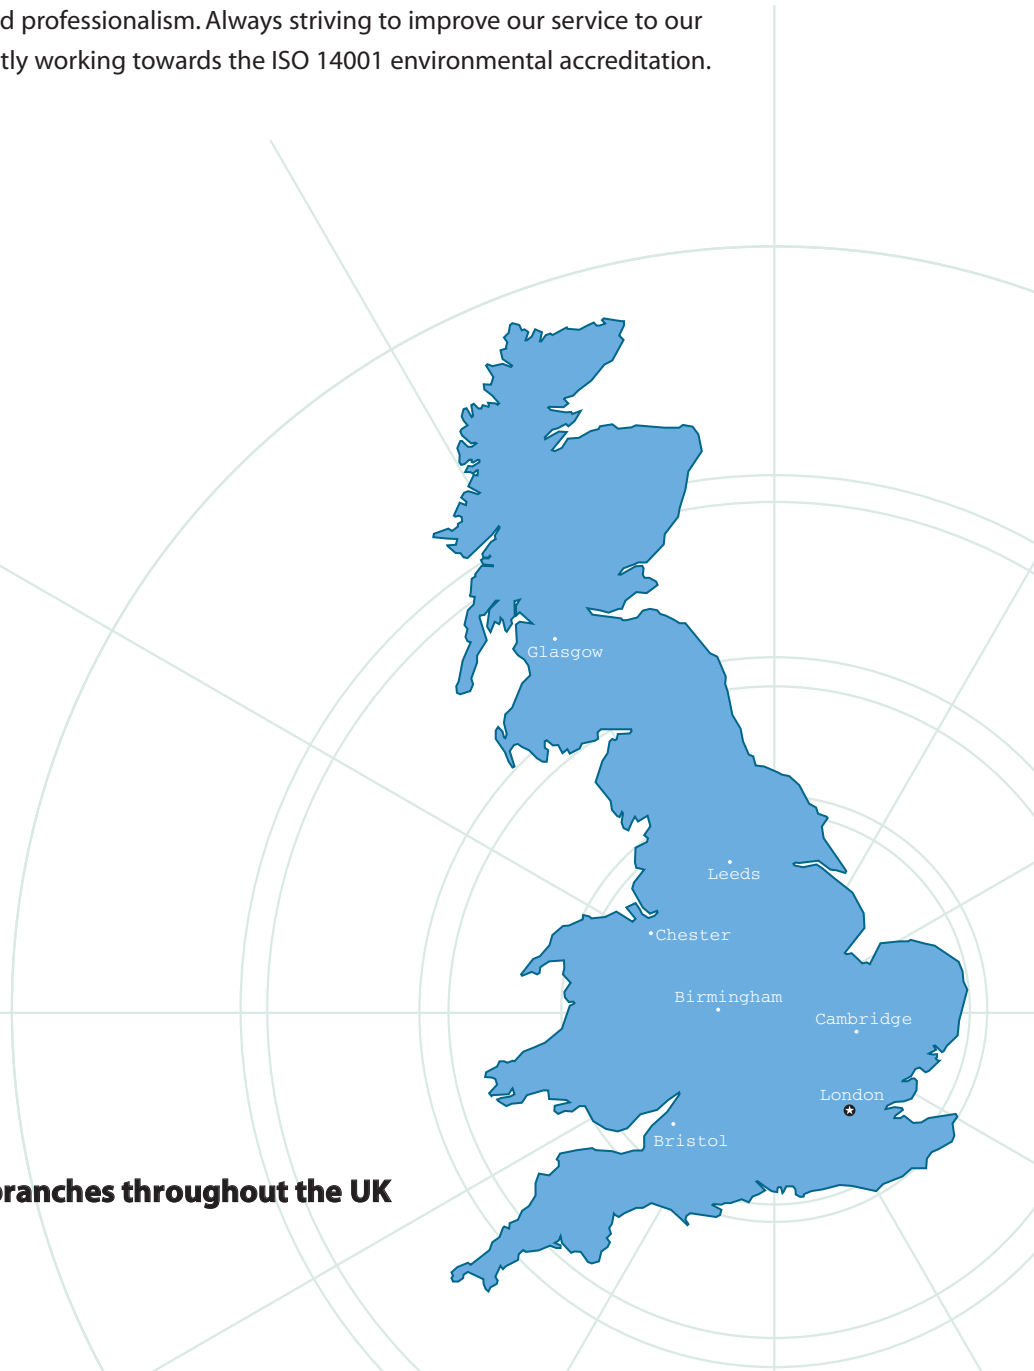 d professionalism. Always striving to improve our service to our
tly working towards the ISO 14001 environmental accreditation.
Glasgow
Leeds
Chester
Birmingham
Cambridge
London
Bristol
branches throughout the UK